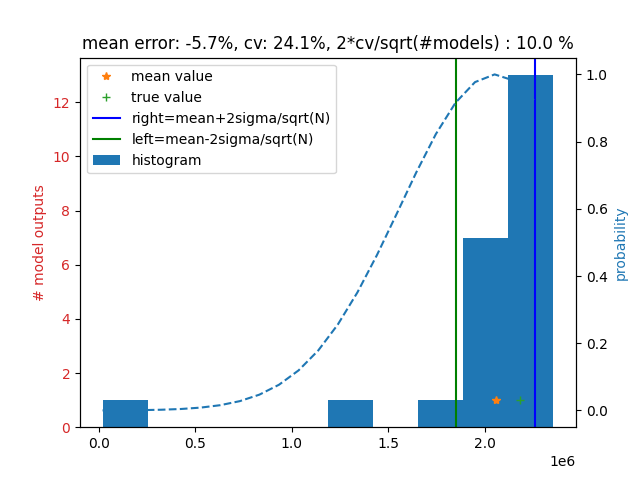 mean error: -5.7%, cv: 24.1%, 2*cv/sqrt(#models) : 10.0 %
mean value
true value
right=mean+2sigma/sqrt(N)
left=mean-2sigma/sqrt(N)
histogram
# model outputs
0
2
4
6
8
10
12
0.0
0.5
1.0
1.5
2.0
1e6
0.0
0.2
0.4
0.6
0.8
1.0
probability